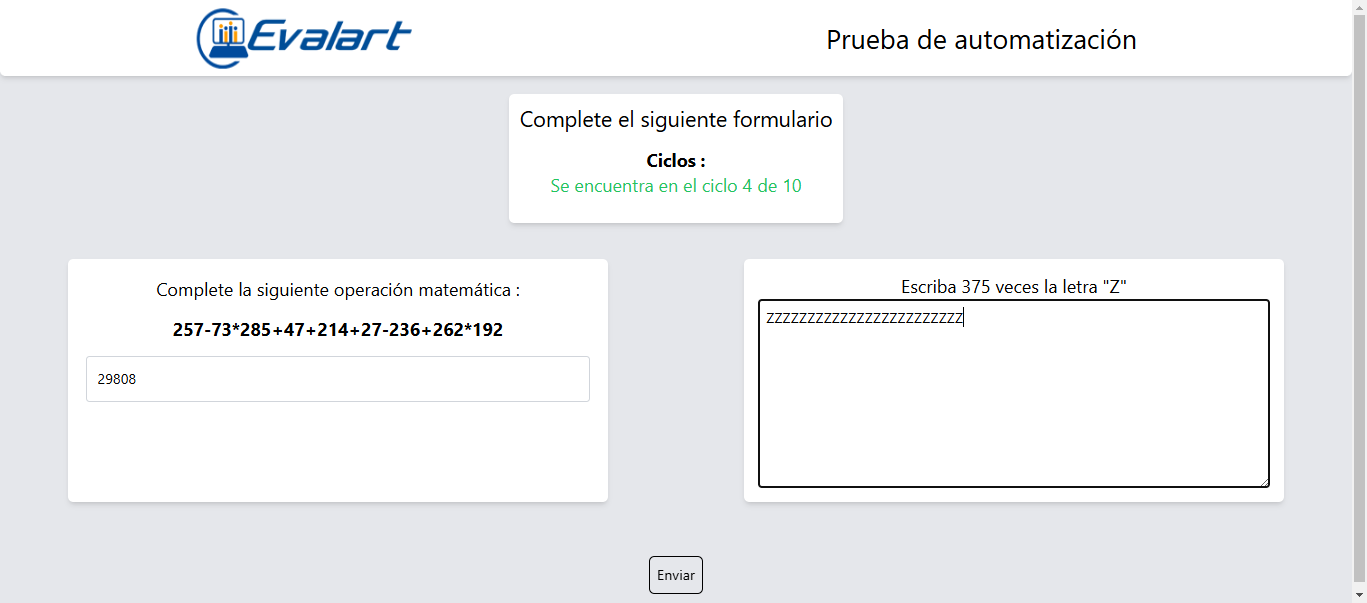 Evalart
Prueba de automatización
Complete el siguiente formulario
Ciclos :
Se encuentra en el ciclo 4 de 10
Complete la siguiente operación matemática :
257-73*285+47+214+27-236+262*192
29808
Escriba 375 veces la letra "Z"
ZZZZZZZZZZZZZZZZZZZZZZZZ
Enviar